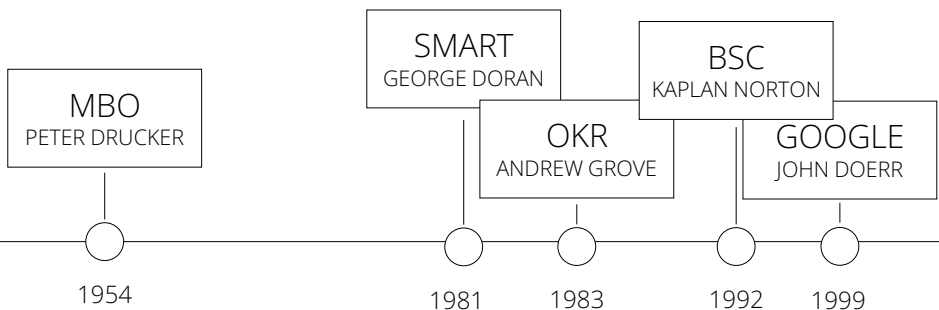 MBO
PETER DRUCKER
SMART
GEORGE DORAN
OKR
ANDREW GROVE
BSC
KAPLAN NORTON
GOOGLE
JOHN DOERR
1954
1981
1983
1992
1999